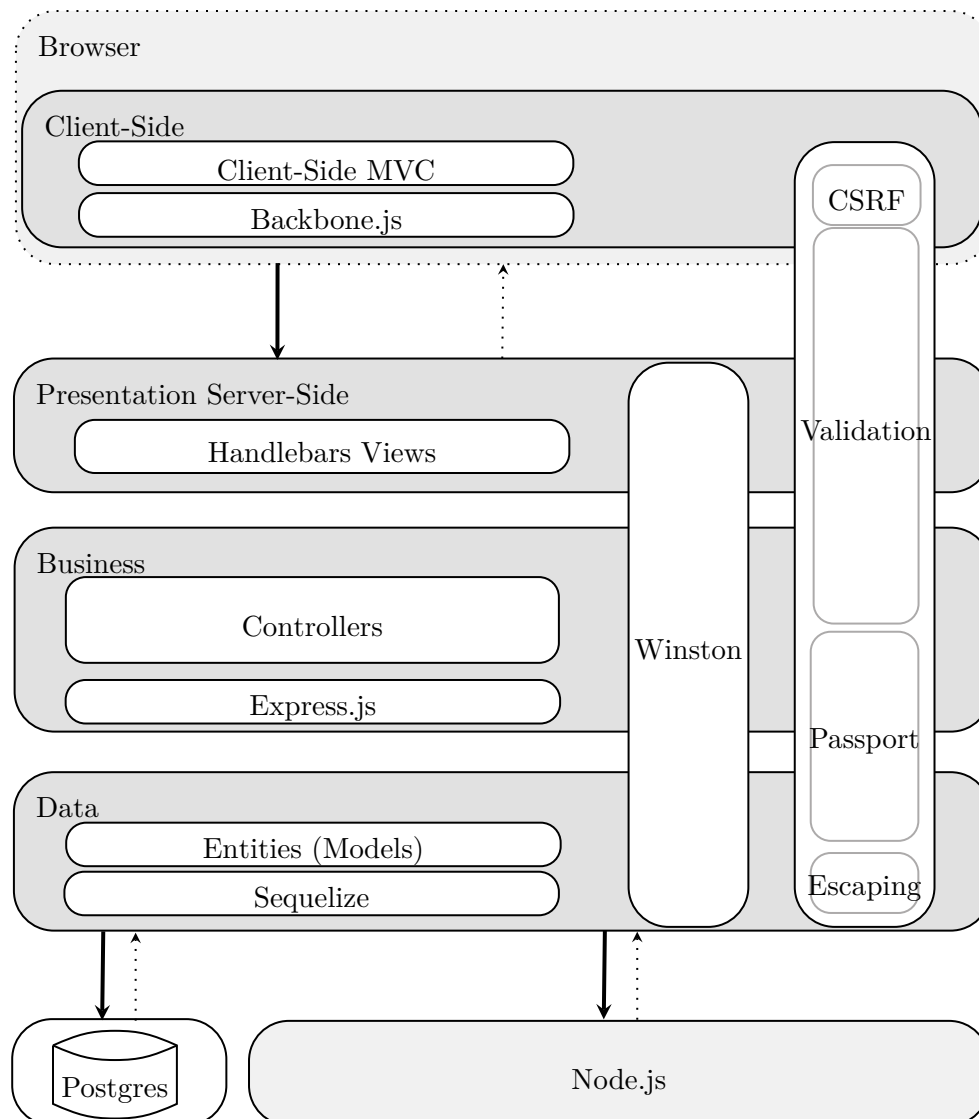 Browser
Client-Side
Client-Side MVC
CSRF
Backbone.js
Presentation Server-Side
Validation
Handlebars Views
Business
Controllers
Winston
Express.js
Passport
Data
Entities (Models)
Escaping
Sequelize
Postgres
Node.js